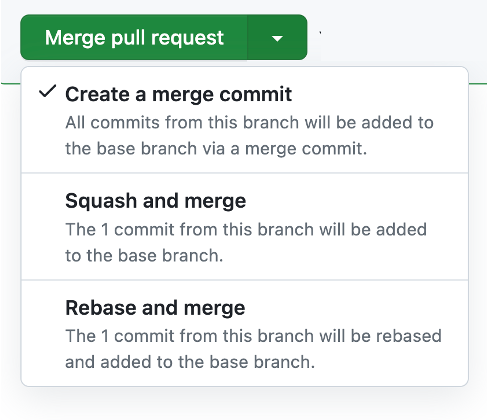 Merge pull request
Create a merge commit
All commits from this branch will be added to
the base branch via a merge commit.
Squash and merge
The 1 commit from this branch will be added
to the base branch.
Rebase and merge
The 1 commit from this branch will be rebased
and added to the base branch.